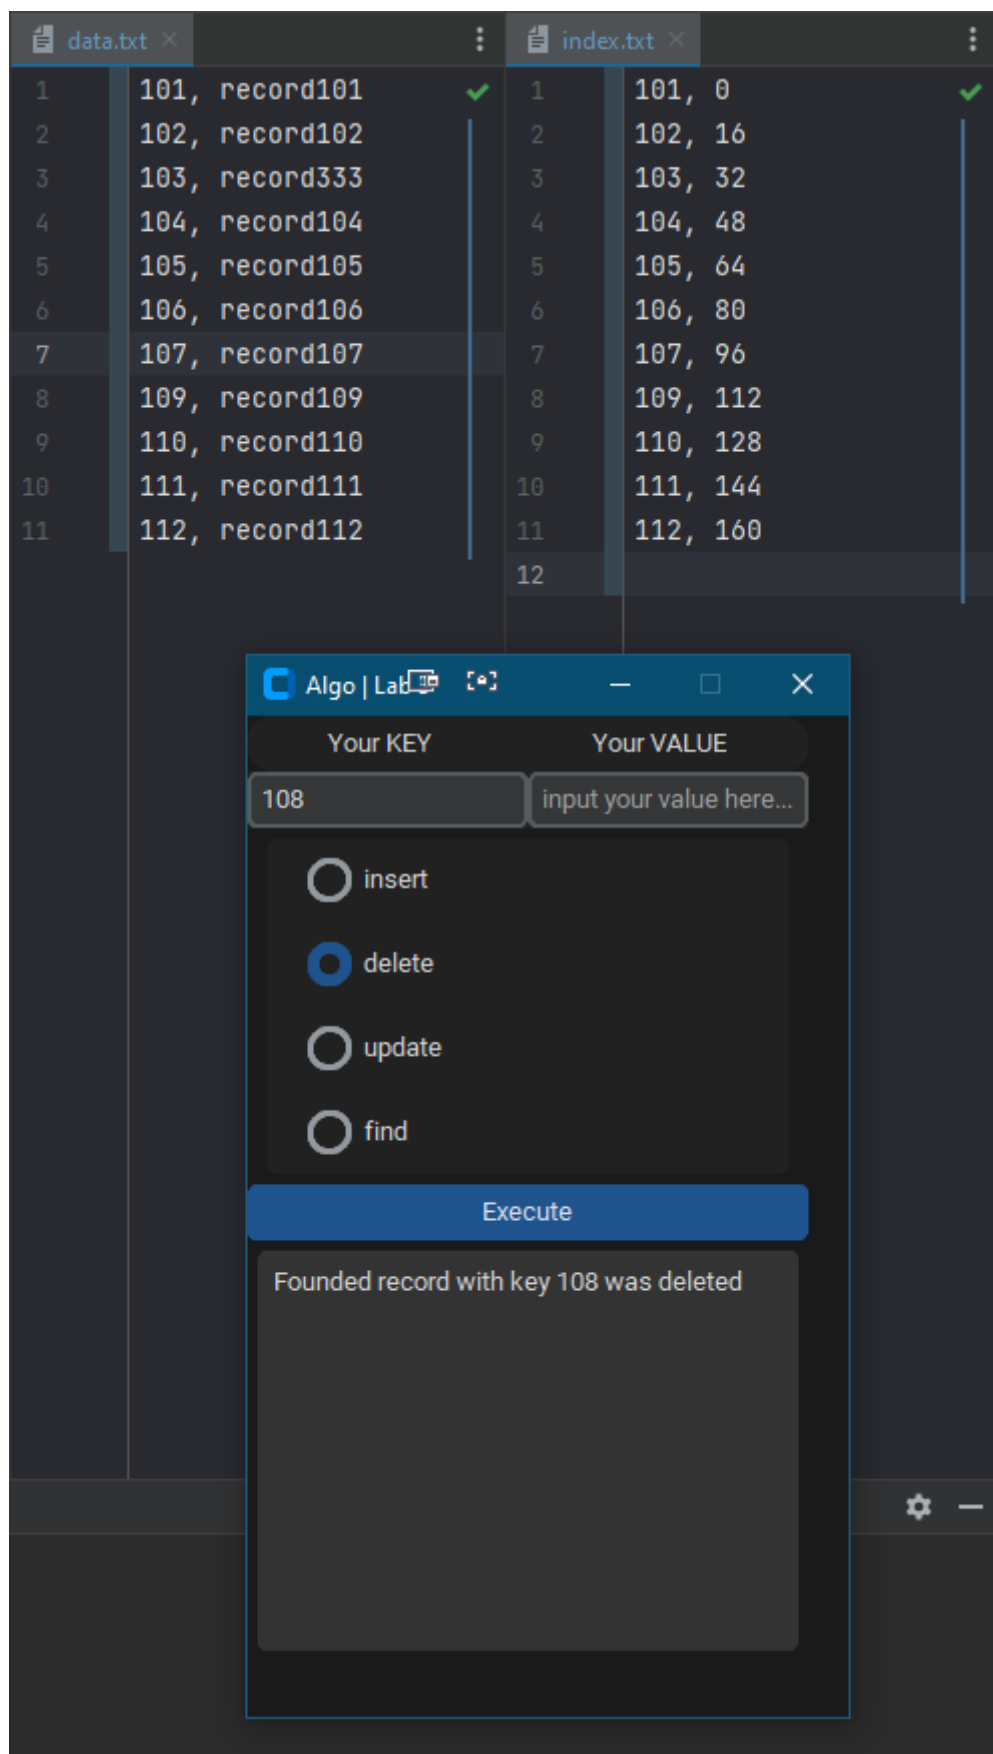 data.txt
1 101, record101
2 102, record102
3 103, record333
4 104, record104
5 105, record105
6 106, record106
7 107, record107
8 109, record109
9 110, record110
10 111, record111
11 112, record112
index.txt
1 101, 0
2 102, 16
3 103, 32
4 104, 48
5 105, 64
6 106, 80
7 107, 96
8 109, 112
9 110, 128
10 111, 144
11 112, 160
12
Algo | Lab
Your KEY Your VALUE
108 input your value here...
insert
delete
update
find
Execute
Founded record with key 108 was deleted